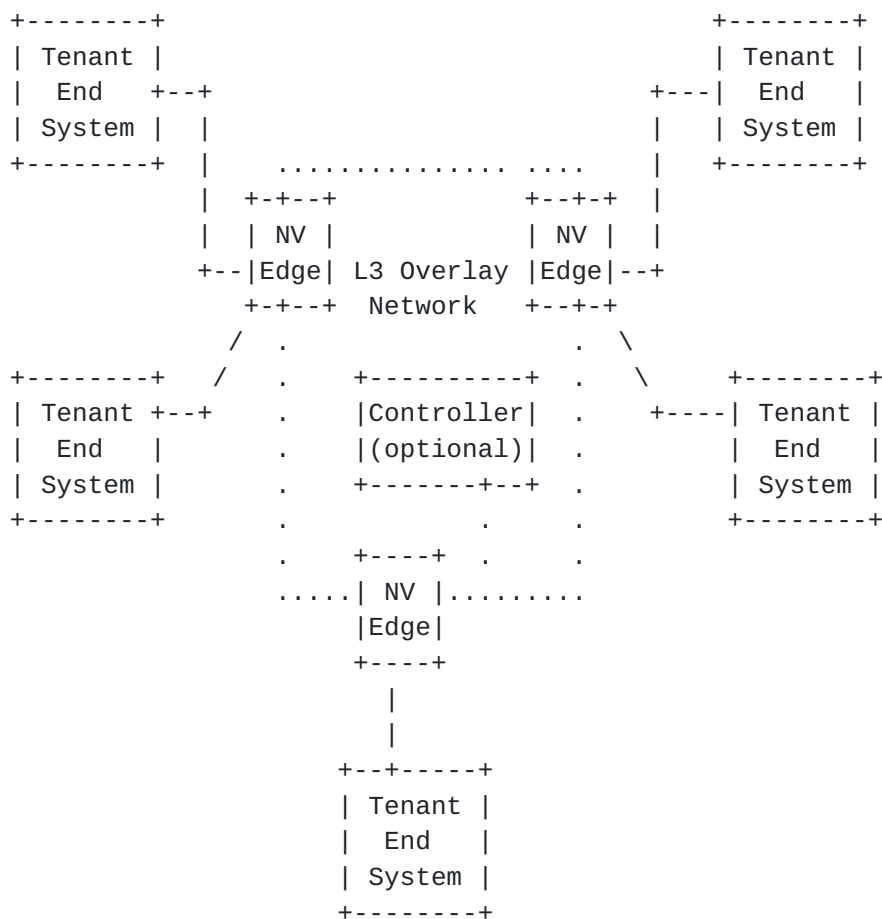 Tenant
End
System
Tenant
End
System
NV
Edge
L3 Overlay
Network
NV
Edge
Tenant
End
System
Controller
(optional)
Tenant
End
System
NV
Edge
Tenant
End
System